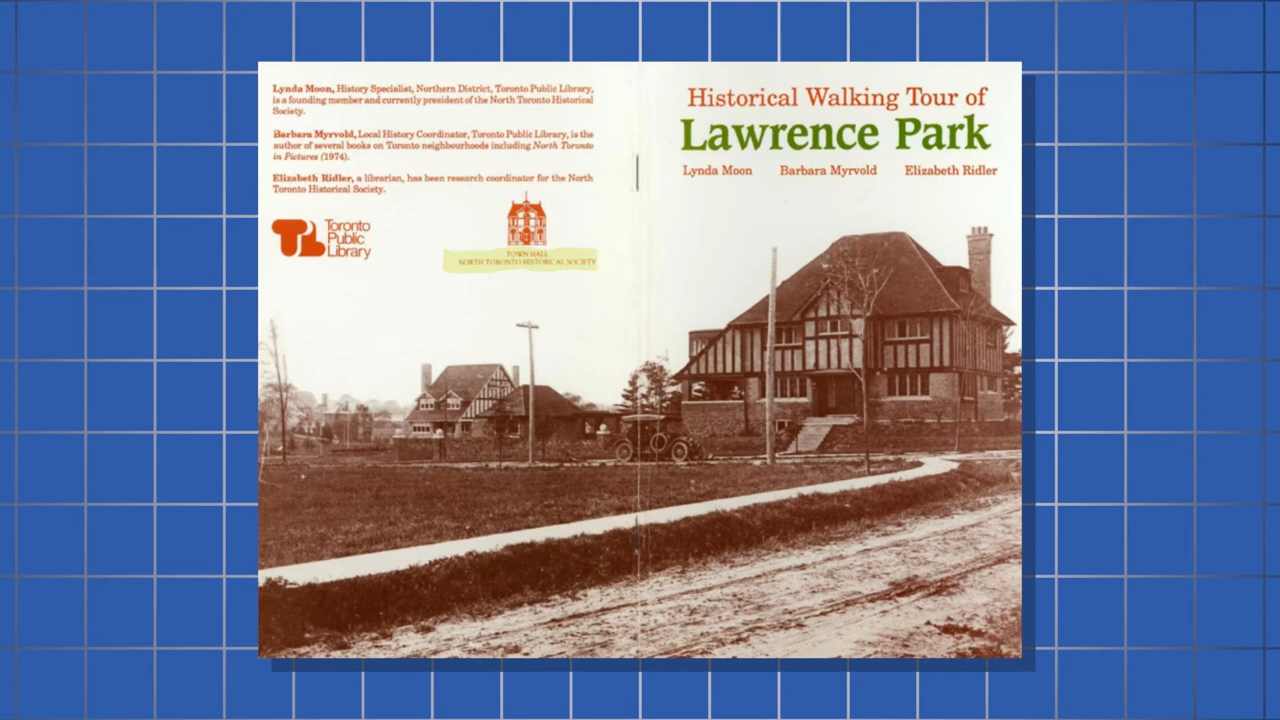 Lynda Moon, History Specialist, Northern District, Toronto Public Library,
is a founding member and currently president of the North Toronto Historical
Society.
Barbara Myrvold, Local History Coordinator, Toronto Public Library, is the
author of several books on Toronto neighbourhoods including North Toronto
in Pictures (1974).
Elizabeth Ridler, a librarian, has been research coordinator for the North
Toronto Historical Society.
Toronto
Public
Library
TOWN HALL
NORTH TORONTO HISTORICAL SOCIETY
Historical Walking Tour of
Lawrence Park
Lynda Moon Barbara Myrvold Elizabeth Ridler